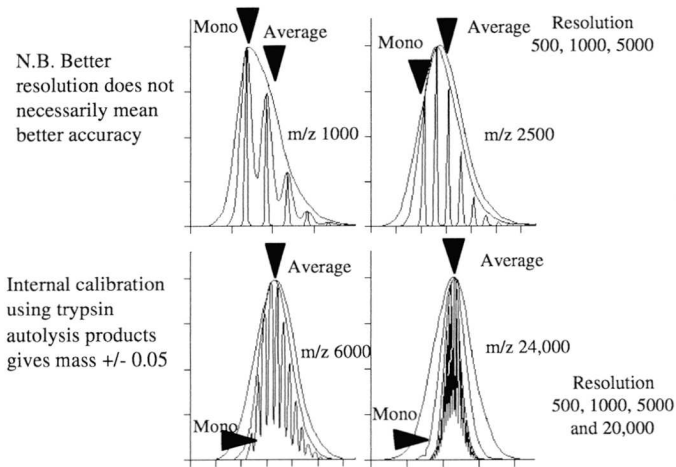 Mono
Average
Resolution
500, 1000, 5000
Mono
Average
N.B. Better
resolution does not
necessarily mean
better accuracy
m/z 1000
m/z 2500
Average
Average
Internal calibration
using trypsin
autolysis products
gives mass +/- 0.05
m/z 6000
m/z 24,000
Resolution
500, 1000, 5000
and 20,000
Mono
Mono